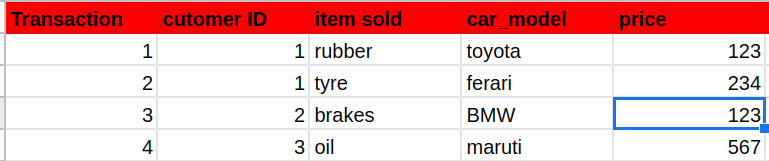 Transaction cutomer ID item sold car_model price
1 1 rubber toyota 123
2 1 tyre ferari 234
3 2 brakes BMW 123
4 3 oil maruti 567